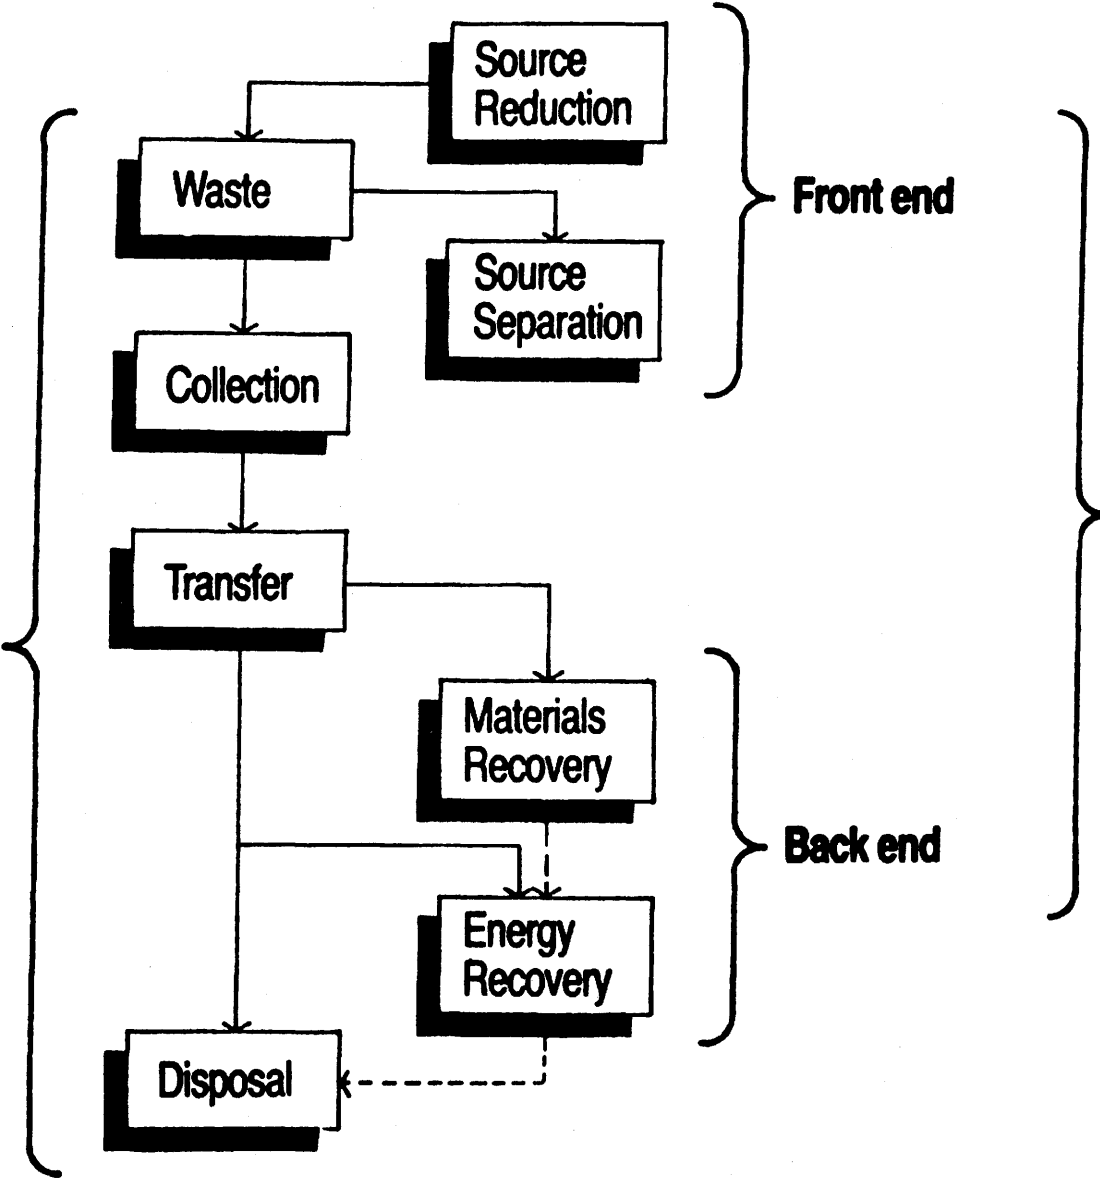 Source
Reduction
Waste
Front end
Source
Separation
Collection
Transfer
Materials
Recovery
Back end
Energy
Recovery
Disposal